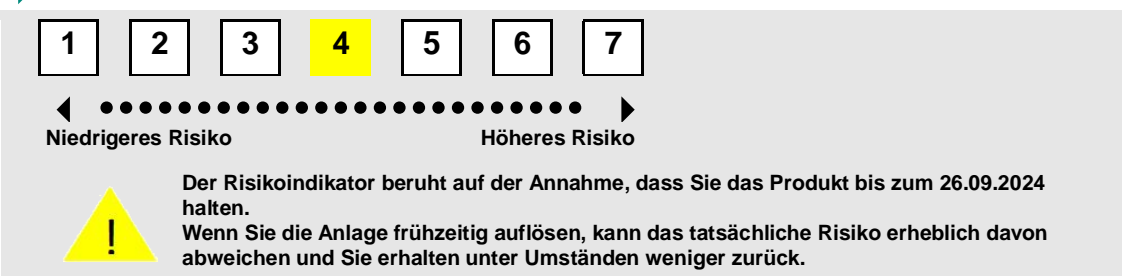 1 2 3 4 5 6 7
Niedrigeres Risiko Höheres Risiko
Der Risikoindikator beruht auf der Annahme, dass Sie das Produkt bis zum 26.09.2024
halten.
Wenn Sie die Anlage frühzeitig auflösen, kann das tatsächliche Risiko erheblich davon
abweichen und Sie erhalten unter Umständen weniger zurück.
!